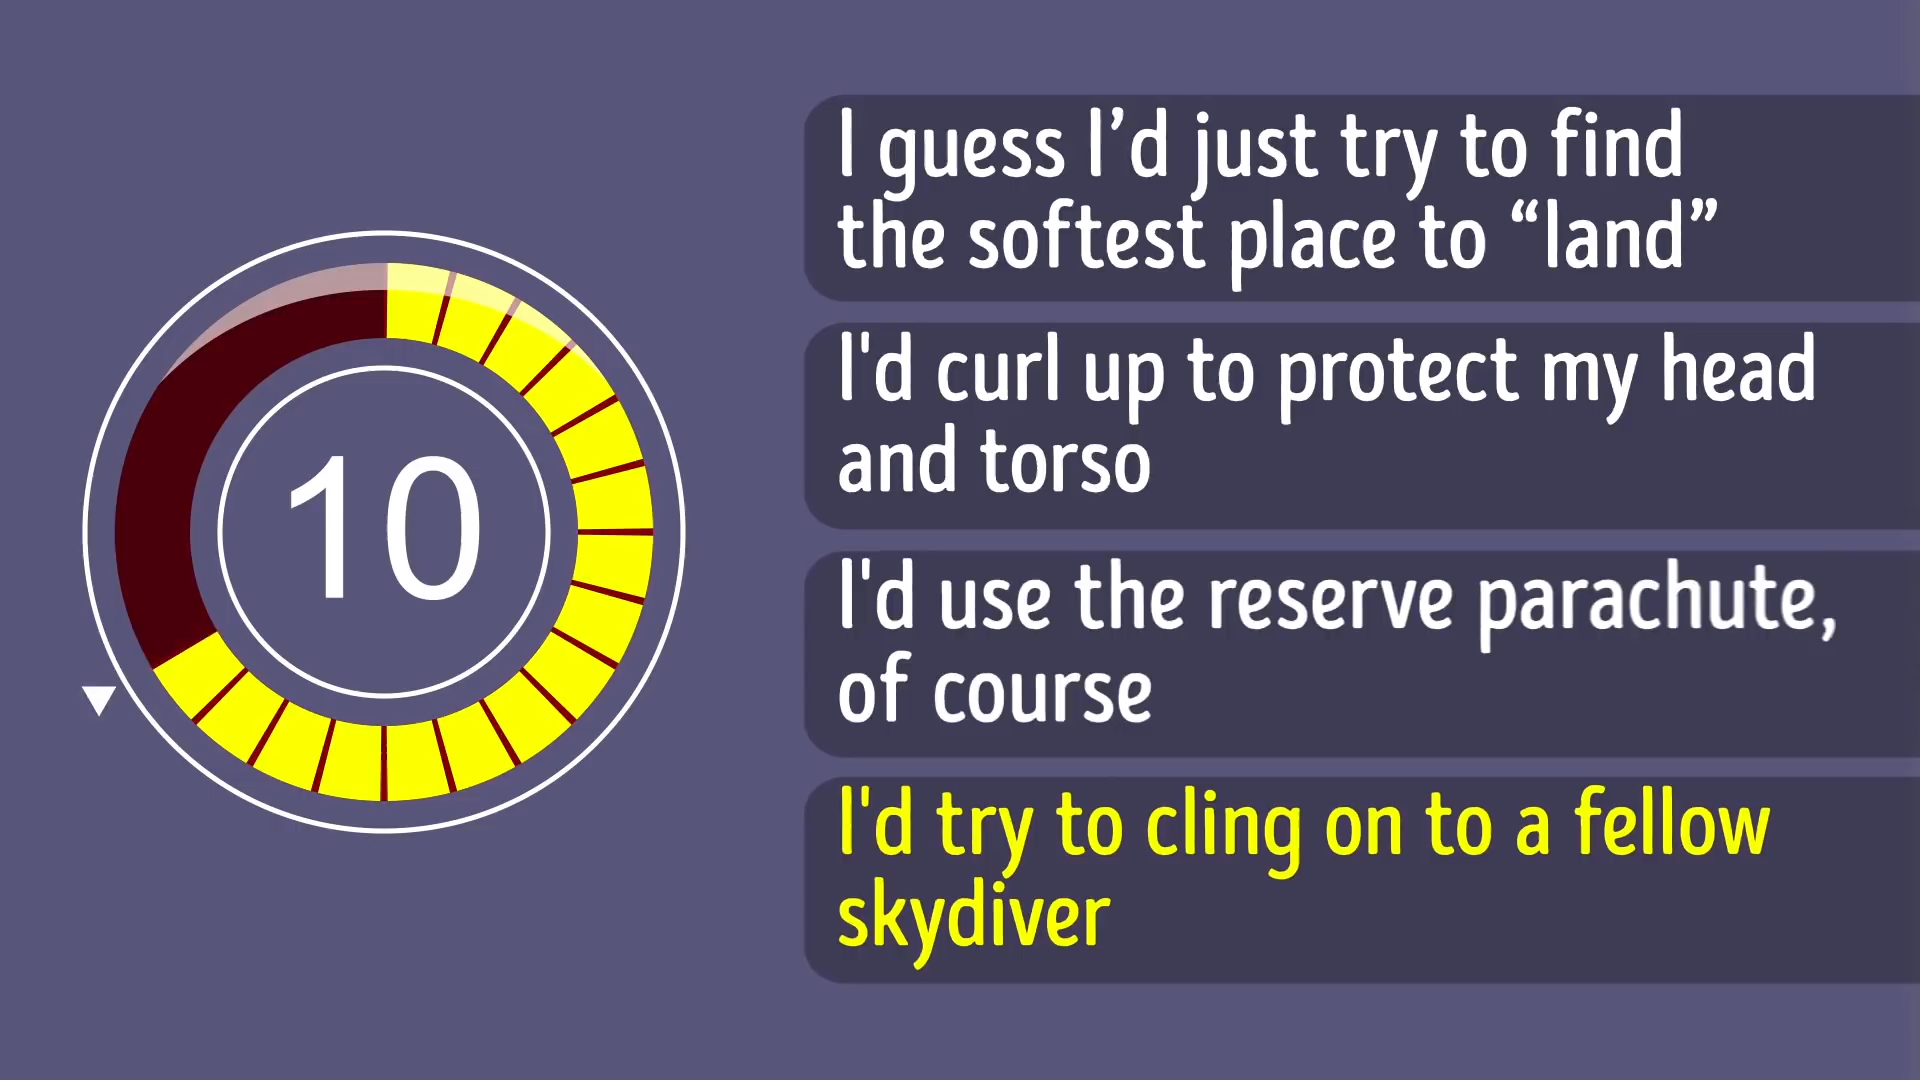 10
I guess I’d just try to find
the softest place to “land”
I'd curl up to protect my head
and torso
I'd use the reserve parachute,
of course
I'd try to cling on to a fellow
skydiver